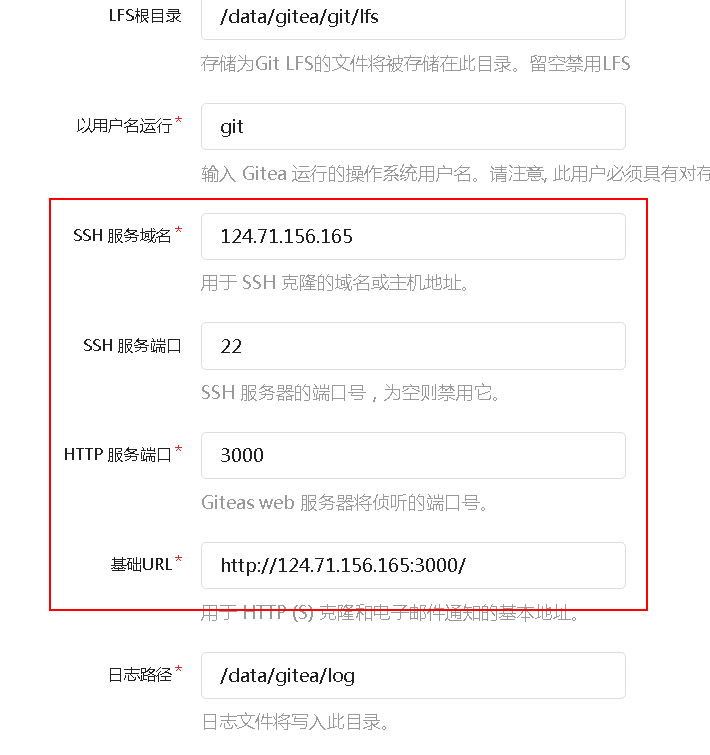 LFS根目录 /data/gitea/git/lfs
存储为Git LFS的文件将被存储在此目录。留空禁用LFS
以用户名运行* git
输入 Gitea 运行的操作系统用户名。请注意, 此用户必须具有对存
SSH 服务域名* 124.71.156.165
用于 SSH 克隆的域名或主机地址。
SSH 服务端口 22
SSH 服务器的端口号，为空则禁用它。
HTTP 服务端口* 3000
Giteas web 服务器将侦听的端口号。
基础URL* http://124.71.156.165:3000/
用于 HTTP (S) 克隆和电子邮件通知的基本地址。
日志路径* /data/gitea/log
日志文件将写入此目录。